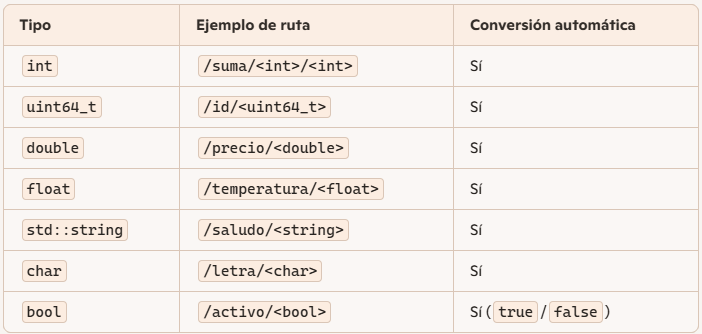 Tipo Ejemplo de ruta Conversión automática
int /suma/<int>/<int> Sí
uint64_t /id/<uint64_t> Sí
double /precio/<double> Sí
float /temperatura/<float> Sí
std::string /saludo/<string> Sí
char /letra/<char> Sí
bool /activo/<bool> Sí (true/false)